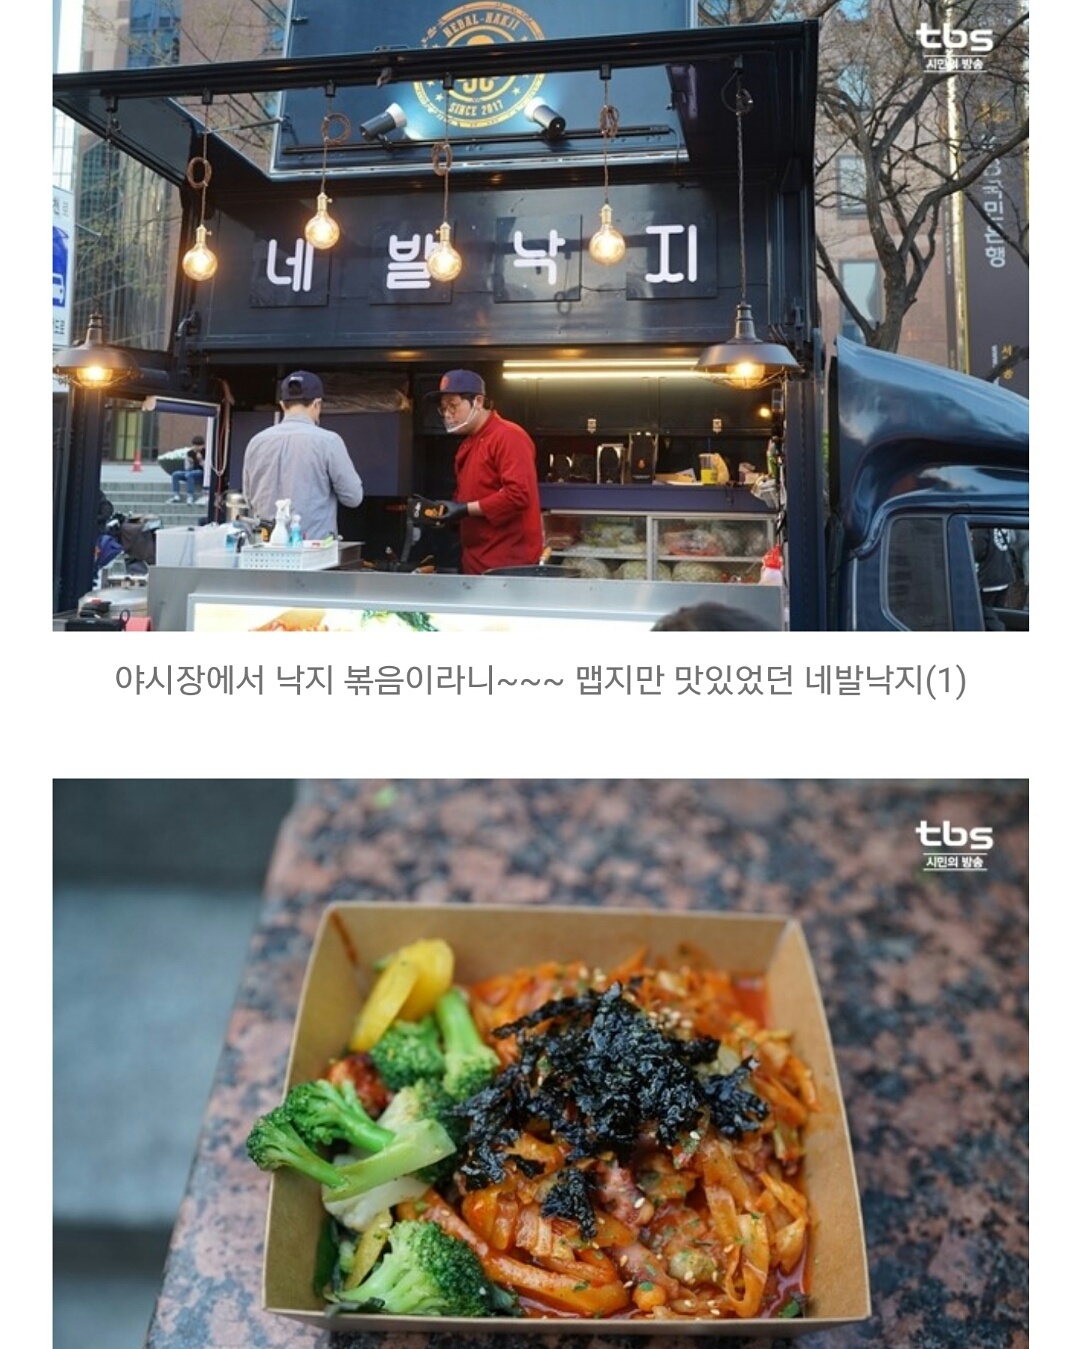 NEBAL-NAKJI
SINCE 2017
tbs
시민의 방송
네 발 낙 지
국민은행
야시장에서 낙지 볶음이라니~~~ 맵지만 맛있었던 네발낙지(1)
tbs
시민의 방송